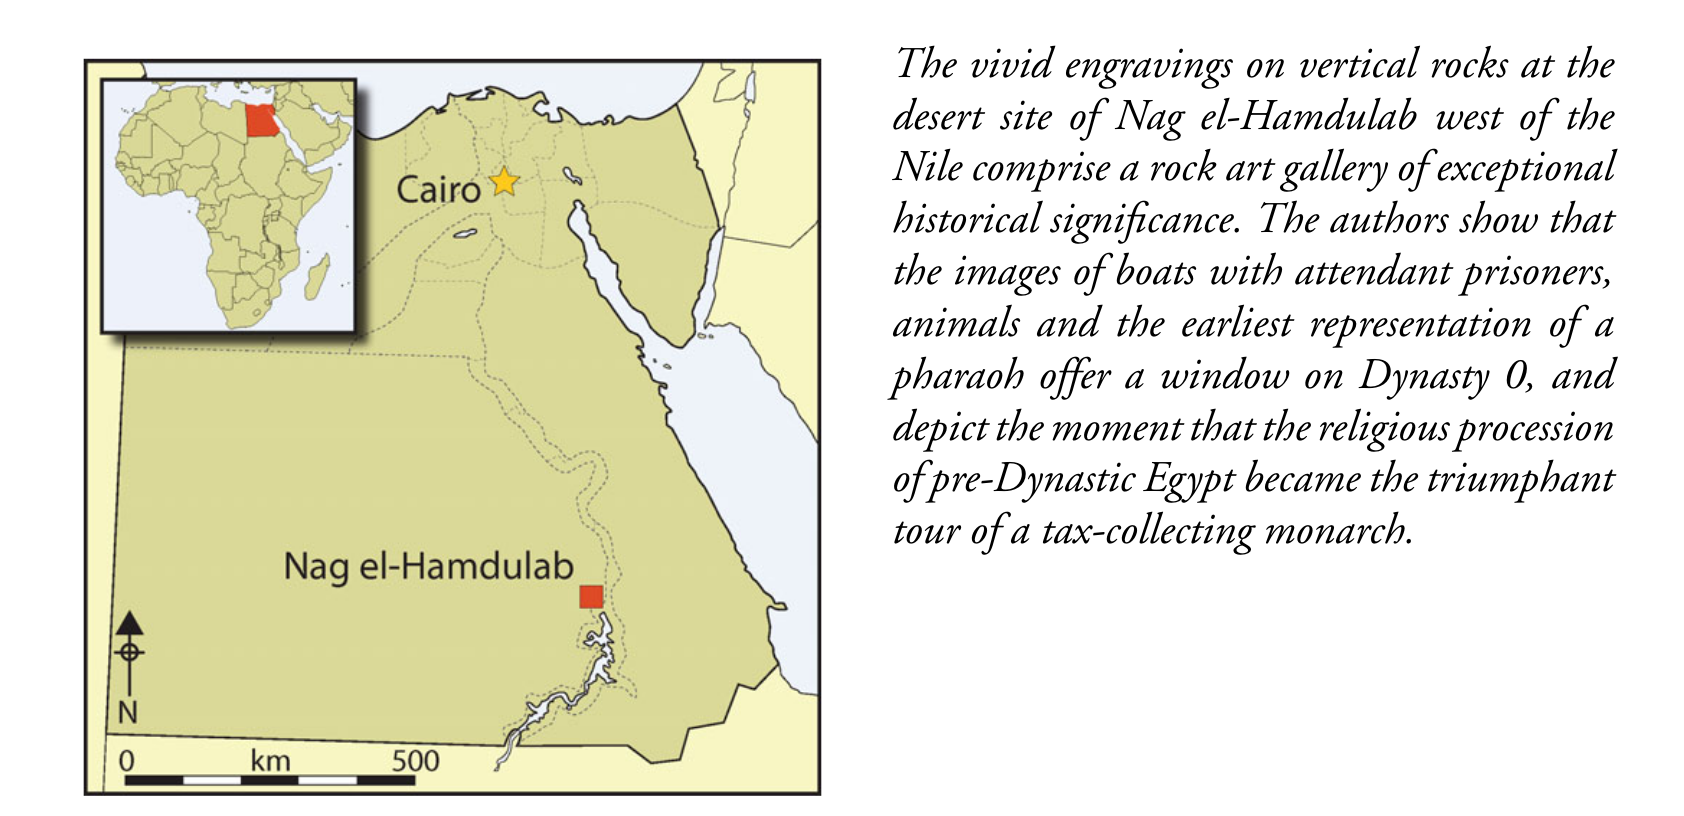 Cairo
Nag el-Hamdulab
N
0 km 500
The vivid engravings on vertical rocks at the
desert site of Nag el-Hamdulab west of the
Nile comprise a rock art gallery of exceptional
historical significance. The authors show that
the images of boats with attendant prisoners,
animals and the earliest representation of a
pharaoh offer a window on Dynasty 0, and
depict the moment that the religious procession
of pre-Dynastic Egypt became the triumphant
tour of a tax-collecting monarch.